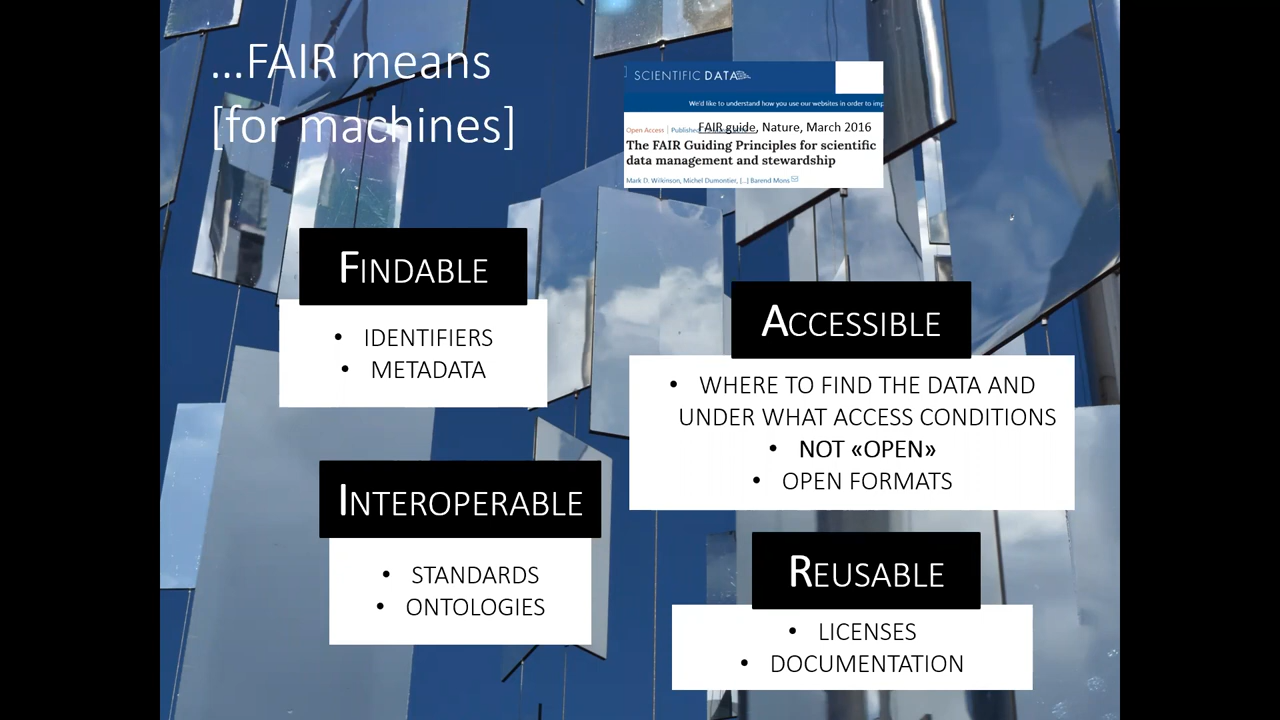 ...FAIR means
[for machines]
SCIENTIFIC DATA
We'd like to understand how you use our websites in order to imp
FAIR guide, Nature, March 2016
Open Access | Published
The FAIR Guiding Principles for scientific
data management and stewardship
Mark D. Wilkinson, Michel Dumontier, [...] Barend Mons
FINDABLE
• IDENTIFIERS
• METADATA
ACCESSIBLE
• WHERE TO FIND THE DATA AND
UNDER WHAT ACCESS CONDITIONS
• NOT «OPEN»
• OPEN FORMATS
INTEROPERABLE
• STANDARDS
• ONTOLOGIES
REUSABLE
• LICENSES
• DOCUMENTATION